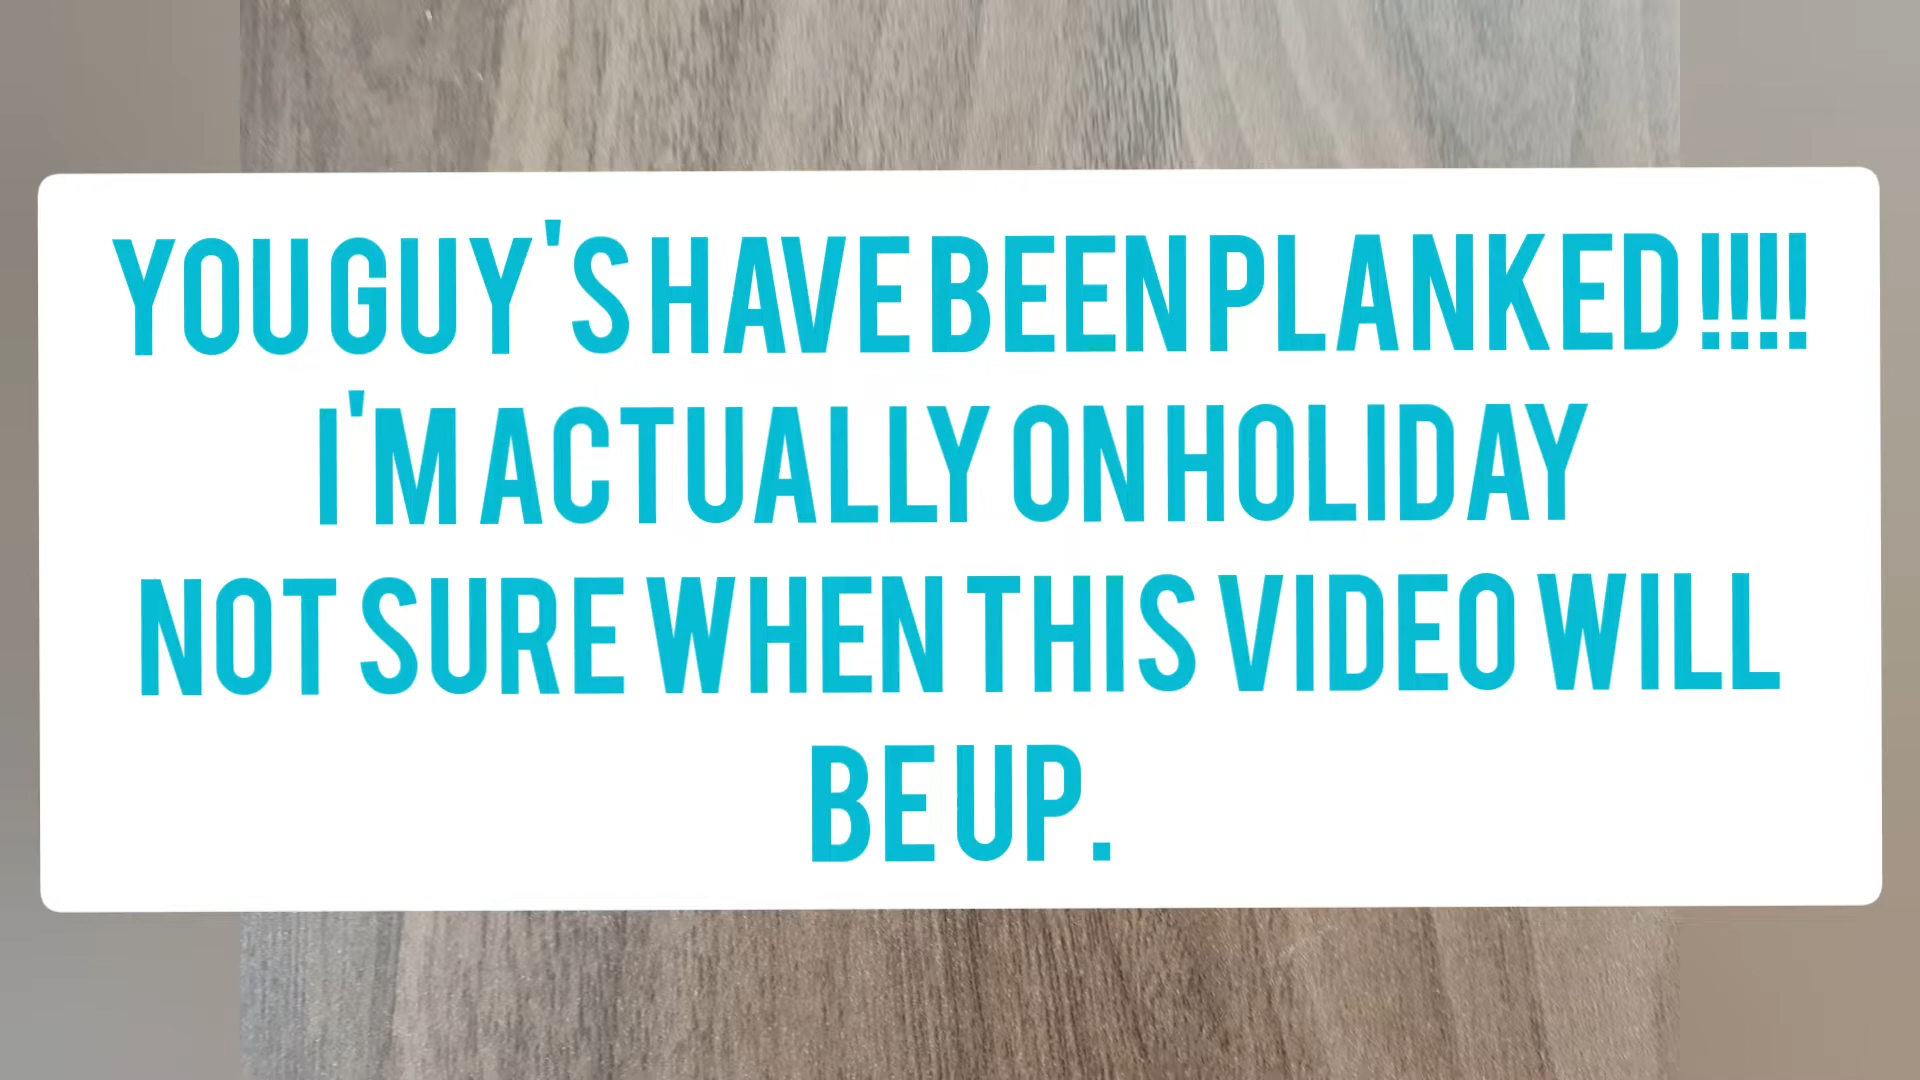 YOU GUY'S HAVE BEEN PLANKED !!!!
I'M ACTUALLY ON HOLIDAY
NOT SURE WHEN THIS VIDEO WILL
BE UP .